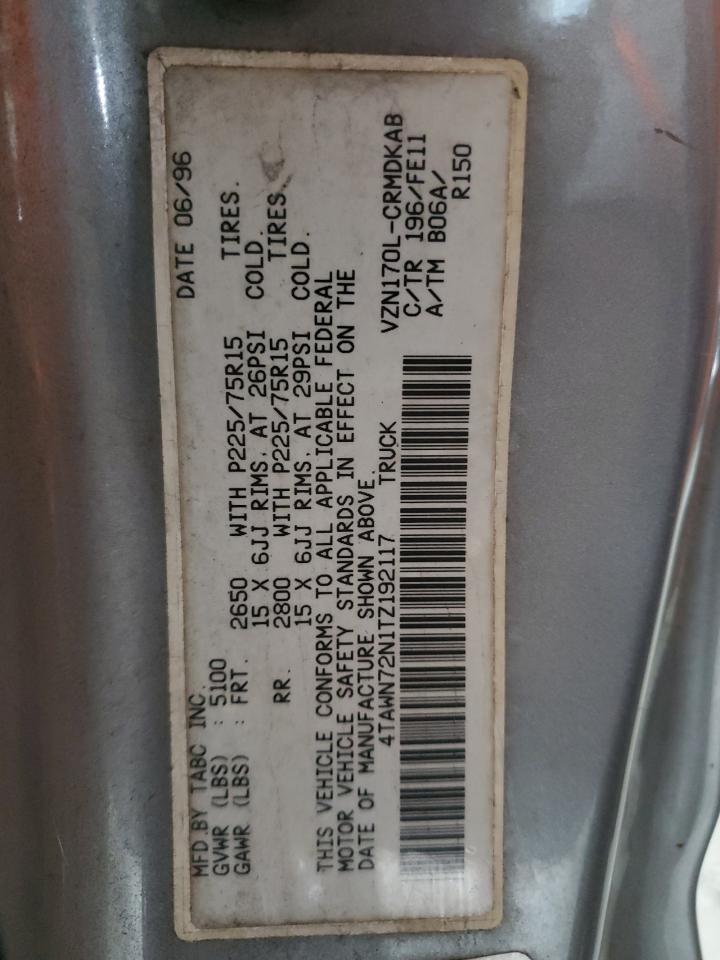 MFD.BY TABC INC. DATE 06/96
GVWR (LBS) : 5100
GAWR (LBS) : FRT. 2650 WITH P225/75R15 TIRES.
15 X 6JJ RIMS. AT 26PSI COLD.
RR. 2800 WITH P225/75R15 TIRES.
15 X 6JJ RIMS. AT 29PSI COLD.
THIS VEHICLE CONFORMS TO ALL APPLICABLE FEDERAL
MOTOR VEHICLE SAFETY STANDARDS IN EFFECT ON THE
DATE OF MANUFACTURE SHOWN ABOVE.
4TAWN72N1TZ192117 TRUCK VZN170L-CRMDKAB
C/TR 196/FE11
A/TM B06A/
R150